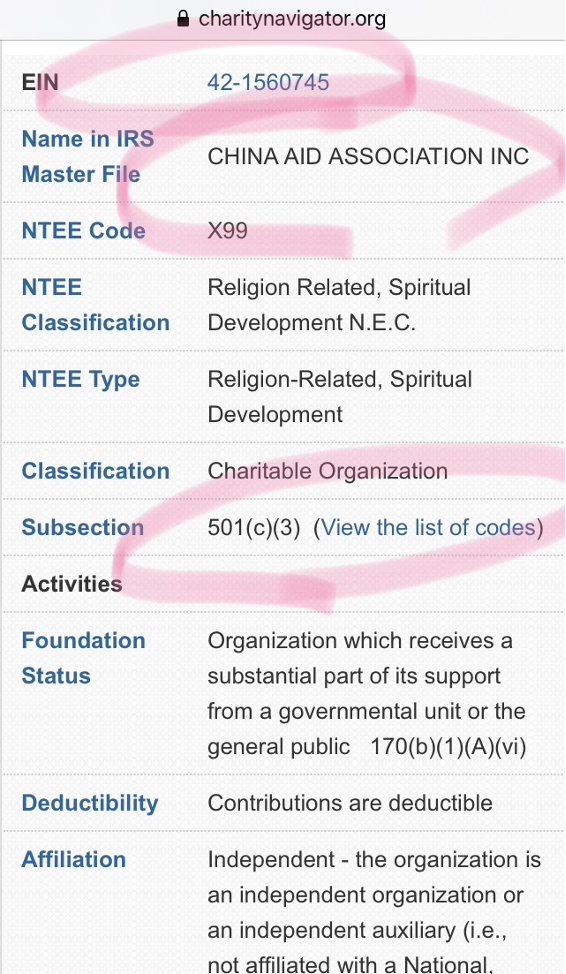 charitynavigator.org
EIN 42-1560745
Name in IRS
Master File
CHINA AID ASSOCIATION INC
NTEE Code X99
NTEE
Classification
Religion Related, Spiritual
Development N.E.C.
NTEE Type
Religion-Related, Spiritual
Development
Classification Charitable Organization
Subsection 501(c)(3) (View the list of codes)
Activities
Foundation
Status
Organization which receives a
substantial part of its support
from a governmental unit or the
general public 170(b)(1)(A)(vi)
Deductibility Contributions are deductible
Affiliation
Independent - the organization is
an independent organization or
an independent auxiliary (i.e.,
not affiliated with a National,